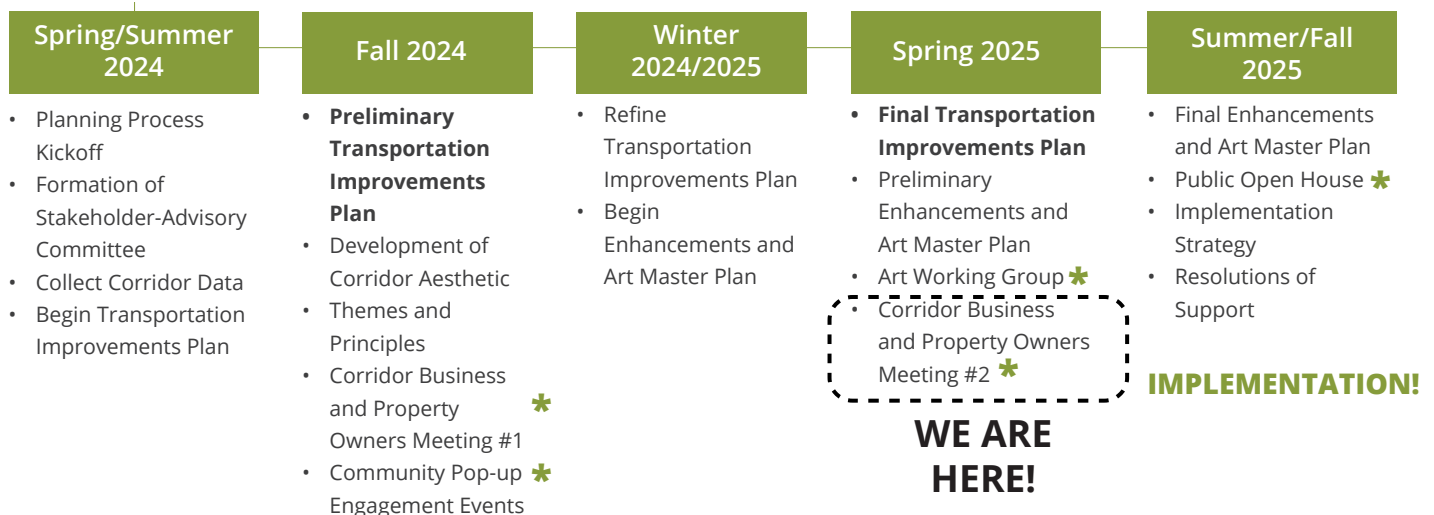 Spring/Summer
2024
• Planning Process
Kickoff
• Formation of
Stakeholder-Advisory
Committee
• Collect Corridor Data
• Begin Transportation
Improvements Plan
Fall 2024
• Preliminary
Transportation
Improvements
Plan
• Development of
Corridor Aesthetic
• Themes and
Principles
• Corridor Business
and Property *
Owners Meeting #1
• Community Pop-up *
Engagement Events
Winter
2024/2025
• Refine
Transportation
Improvements Plan
• Begin
Enhancements and
Art Master Plan
Spring 2025
• Final Transportation
Improvements Plan
• Preliminary
Enhancements and
Art Master Plan
• Art Working Group *
• Corridor Business
and Property Owners
Meeting #2 *
WE ARE
HERE!
Summer/Fall
2025
• Final Enhancements
and Art Master Plan
• Public Open House *
• Implementation
Strategy
• Resolutions of
Support
IMPLEMENTATION!